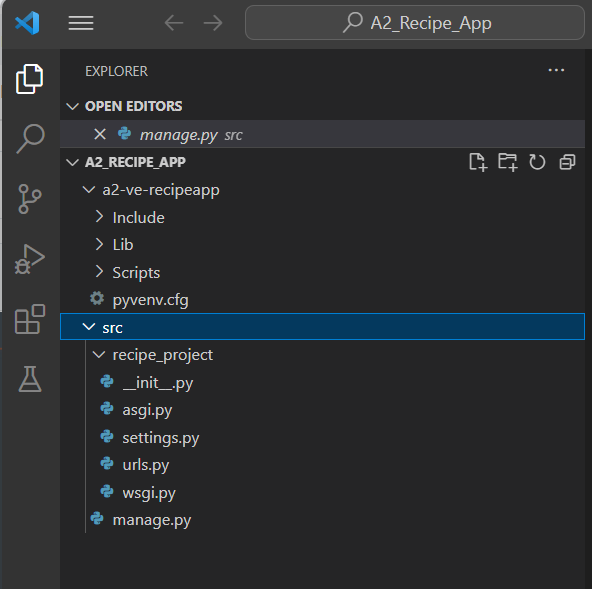 A2_Recipe_App
EXPLORER
OPEN EDITORS
manage.py src
A2_RECIPE_APP
a2-ve-recipeapp
Include
Lib
Scripts
pyvenv.cfg
src
recipe_project
__init__.py
asgi.py
settings.py
urls.py
wsgi.py
manage.py